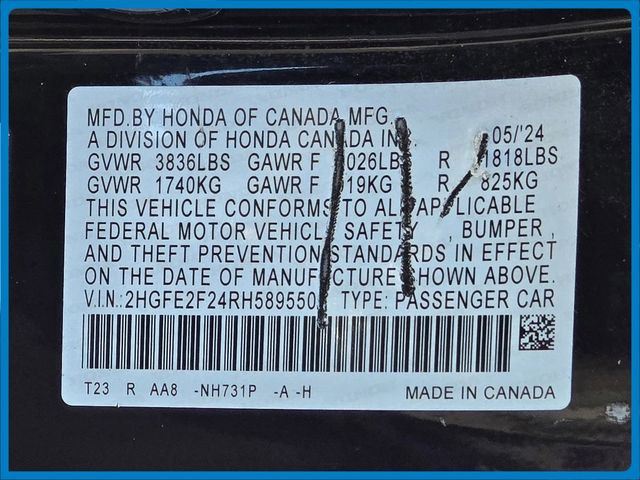 MFD.BY HONDA OF CANADA MFG.
A DIVISION OF HONDA CANADA INC. 05/'24
GVWR 3836LBS GAWR F 026LB R 1818LBS
GVWR 1740KG GAWR F 19KG R 825KG
THIS VEHICLE CONFORMS TO ALL APPLICABLE
FEDERAL MOTOR VEHICLE SAFETY, BUMPER,
AND THEFT PREVENTION STANDARDS IN EFFECT
ON THE DATE OF MANUFACTURE SHOWN ABOVE.
V.I.N.:2HGFE2F24RH589550 TYPE: PASSENGER CAR
T23 R AA8 -NH731P -A -H MADE IN CANADA